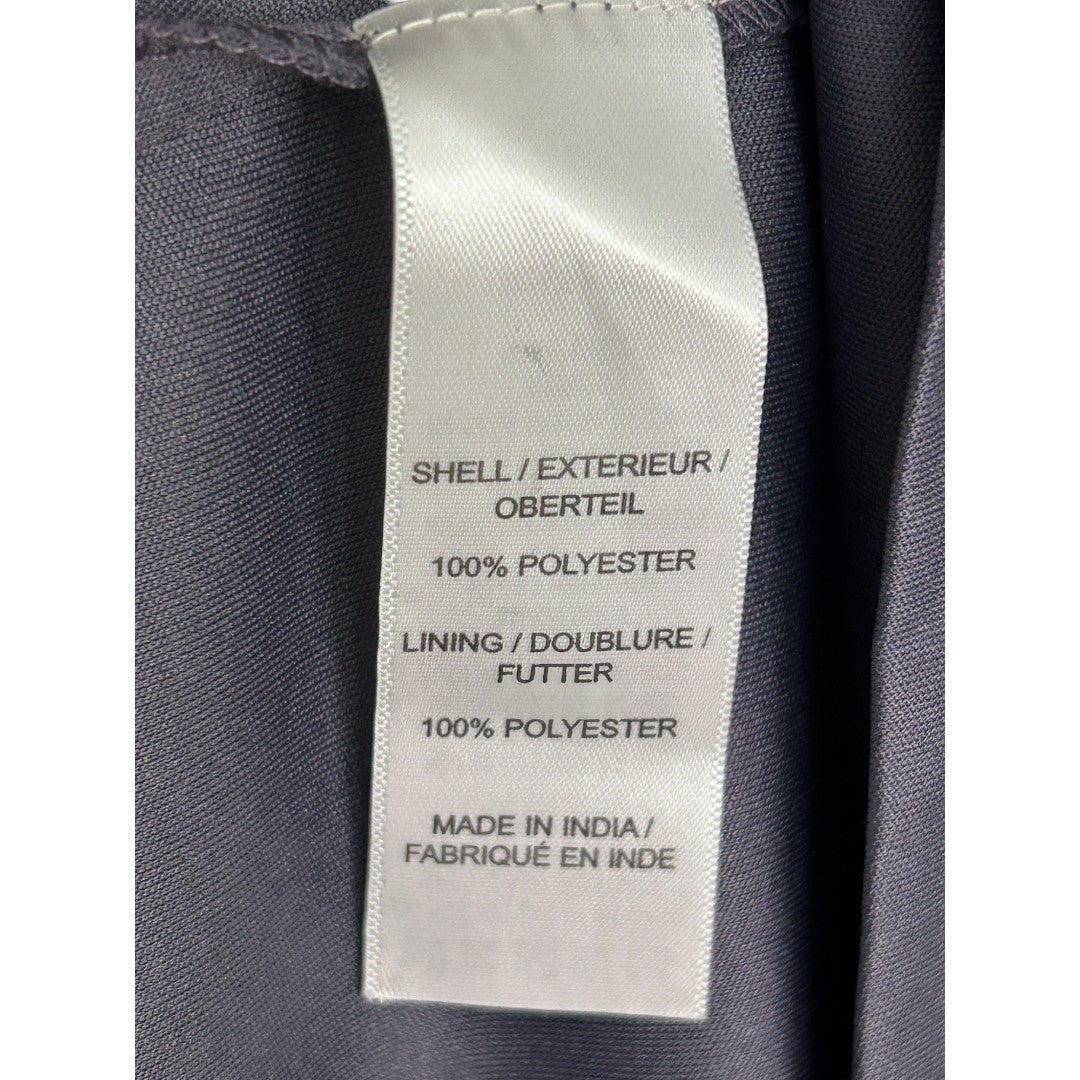 SHELL / EXTERIEUR /
OBERTEIL
100% POLYESTER
LINING / DOUBLURE /
FUTTER
100% POLYESTER
MADE IN INDIA /
FABRIQUÉ EN INDE